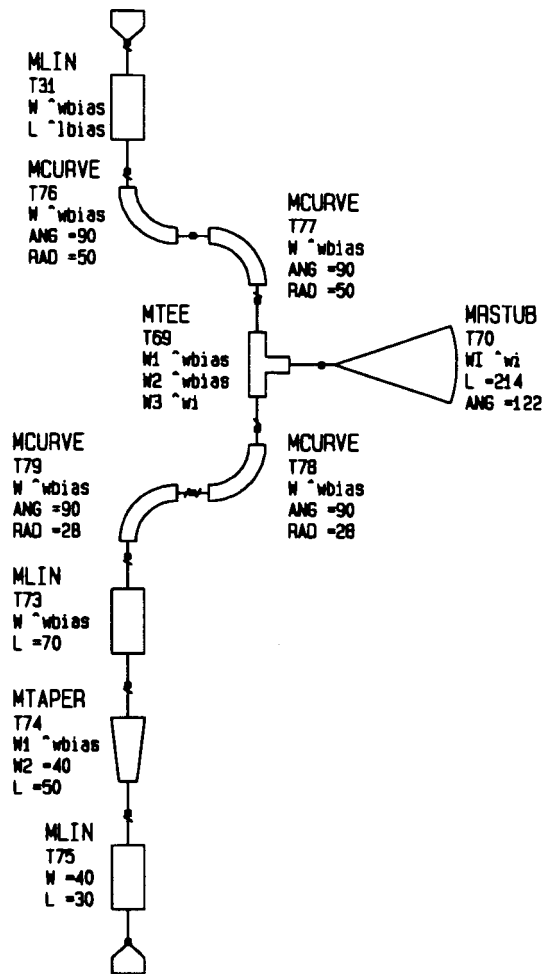 MLIN
T31
W ^wbias
L ^lbias
MCURVE
T76
W ^wbias
ANG =90
RAD =50
MCURVE
T77
W ^wbias
ANG =90
RAD =50
MTEE
T69
W1 ^wbias
W2 ^wbias
W3 ^wi
MRSTUB
T70
WI ^wi
L =214
ANG =122
MCURVE
T79
W ^wbias
ANG =90
RAD =28
MCURVE
T78
W ^wbias
ANG =90
RAD =28
MLIN
T73
W ^wbias
L =70
MTAPER
T74
W1 ^wbias
W2 =40
L =50
MLIN
T75
W =40
L =30